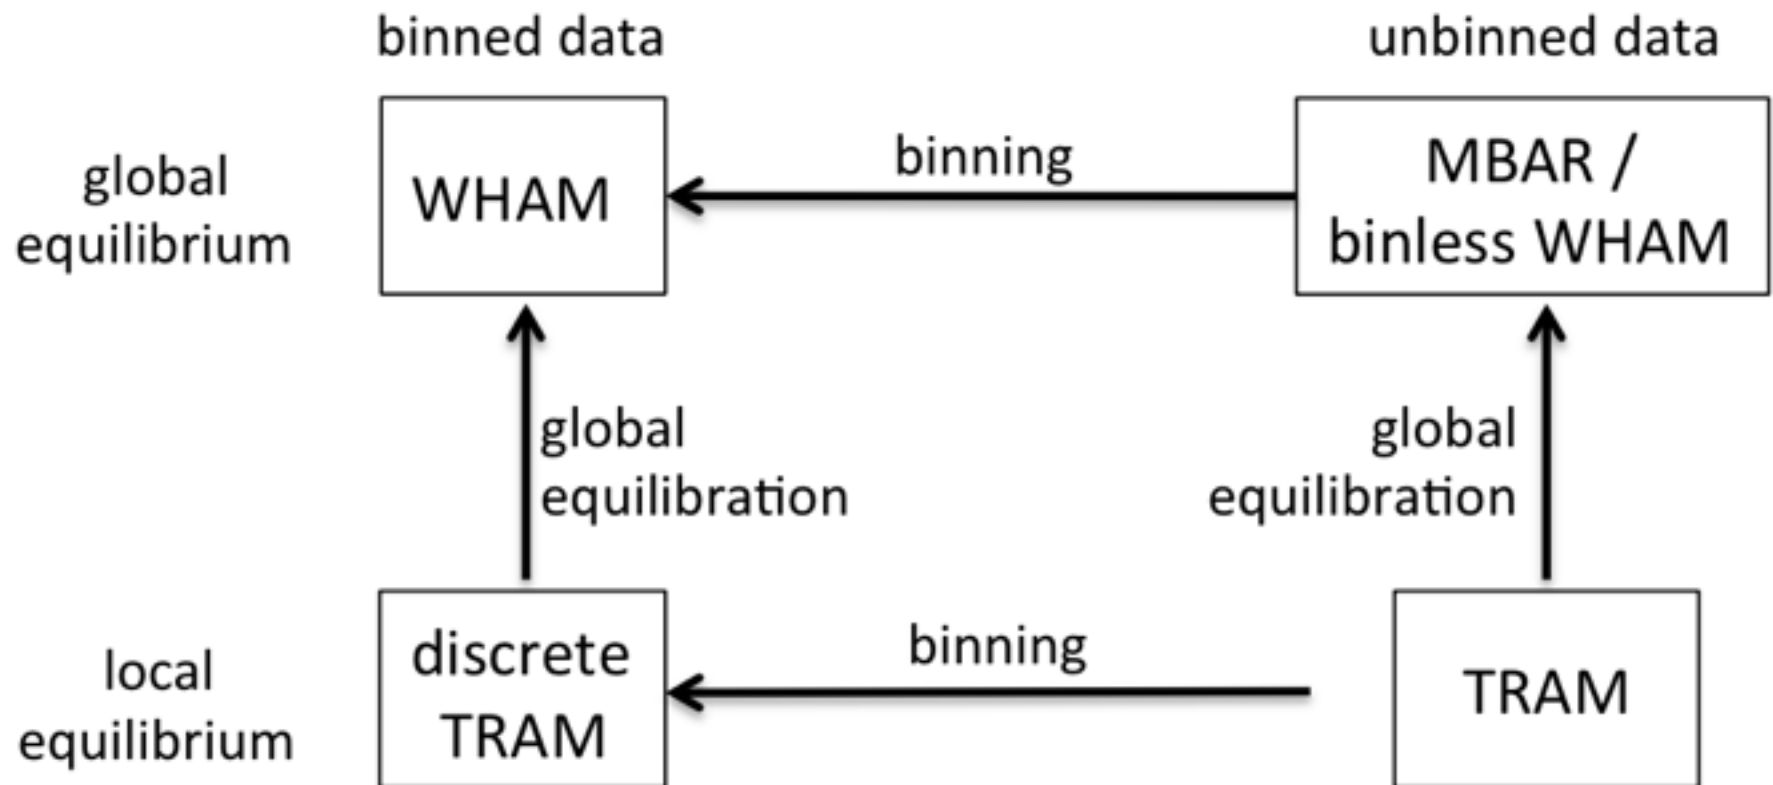 binned data
unbinned data
global
equilibrium
WHAM
binning
MBAR /
binless WHAM
global
equilibration
global
equilibration
local
equilibrium
discrete
TRAM
binning
TRAM